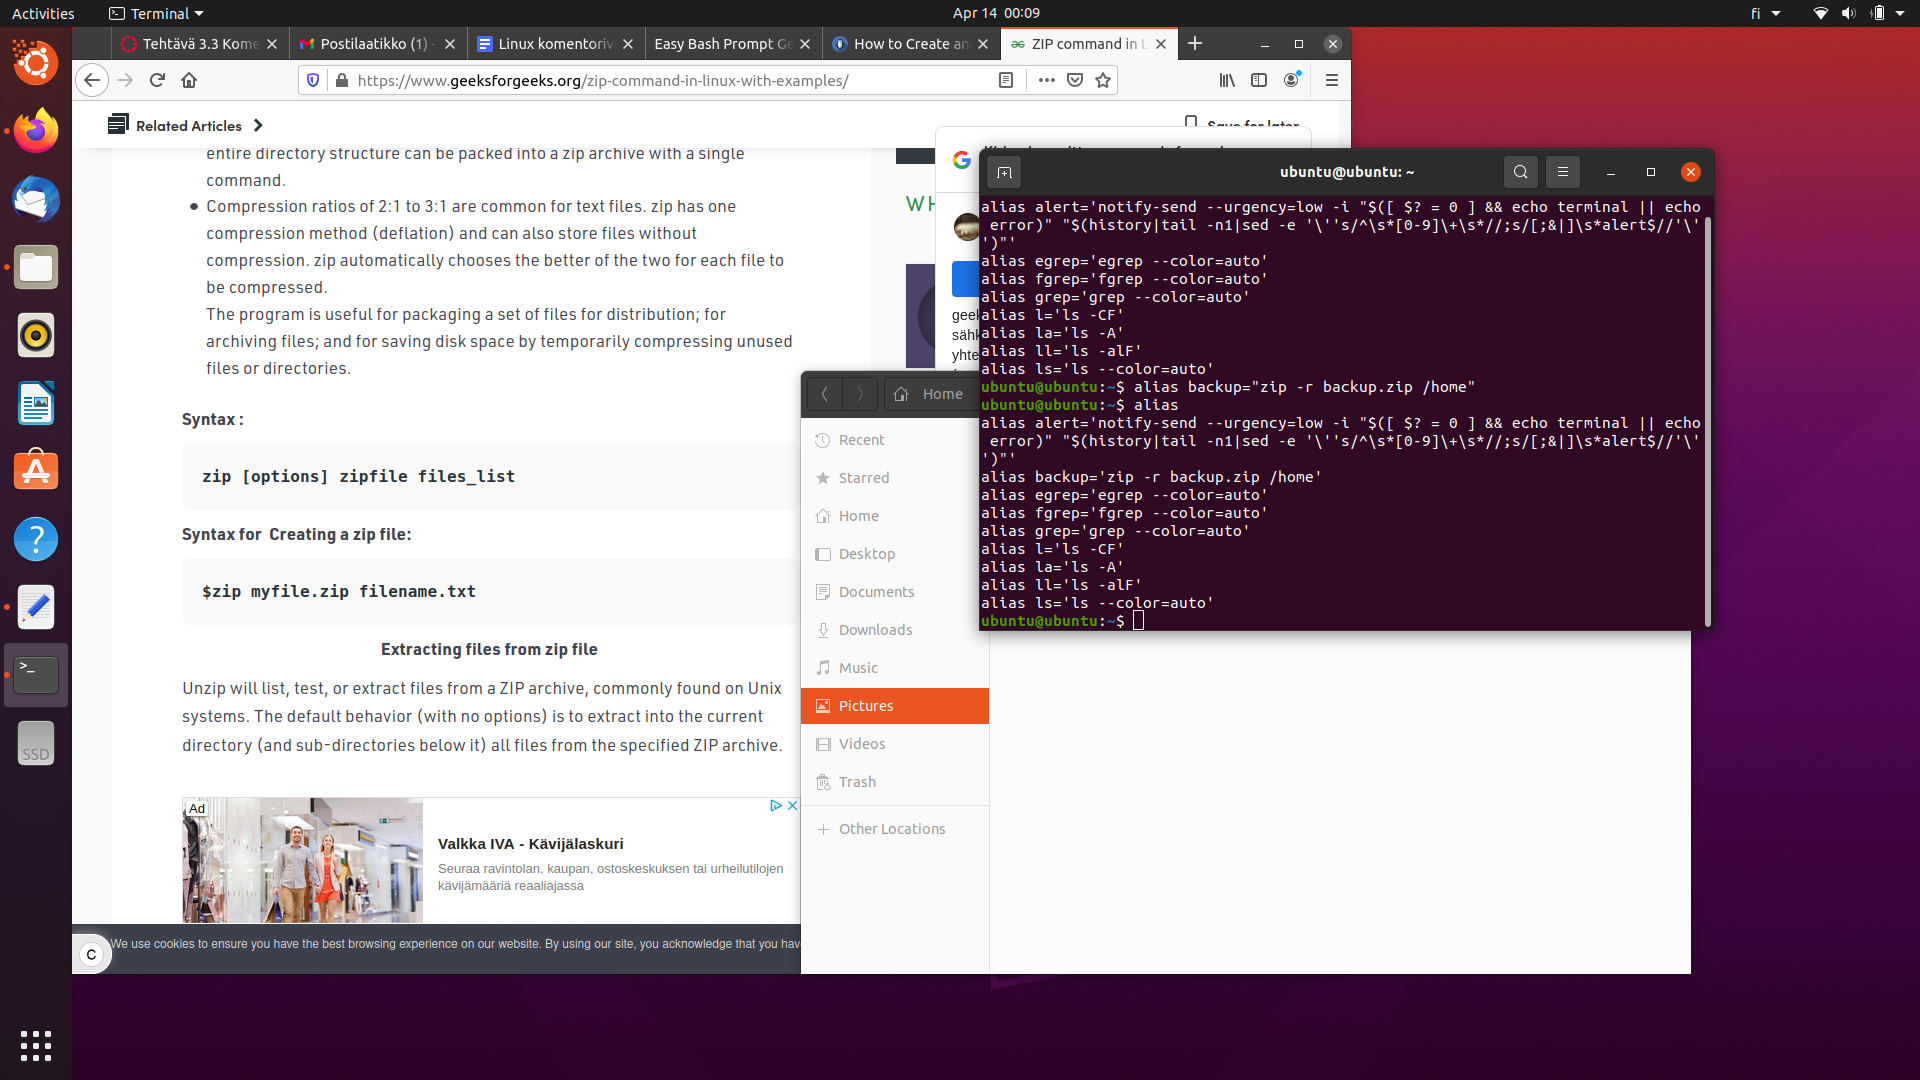 Activities
Terminal
Apr 14 00:09
fi
Tehtävä 3.3 Kome
Postilaatikko (1) -
Linux komentorivi
Easy Bash Prompt Ge
How to Create an
ZIP command in L
https://www.geeksforgeeks.org/zip-command-in-linux-with-examples/
Related Articles
Save for later
entire directory structure can be packed into a zip archive with a single
command.
Compression ratios of 2:1 to 3:1 are common for text files. zip has one
compression method (deflation) and can also store files without
compression. zip automatically chooses the better of the two for each file to
be compressed.
The program is useful for packaging a set of files for distribution; for
archiving files; and for saving disk space by temporarily compressing unused
files or directories.
Syntax :
zip [options] zipfile files_list
Syntax for Creating a zip file:
$zip myfile.zip filename.txt
Extracting files from zip file
Unzip will list, test, or extract files from a ZIP archive, commonly found on Unix
systems. The default behavior (with no options) is to extract into the current
directory (and sub-directories below it) all files from the specified ZIP archive.
Ad
Valkka IVA - Kävijälaskuri
Seuraa ravintolan, kaupan, ostoskeskuksen tai urheilutilojen
kävijämääriä reaaliajassa
We use cookies to ensure you have the best browsing experience on our website. By using our site, you acknowledge that you hav
C
SSD
WH
geek
sähk
yhte
Home
Recent
Starred
Home
Desktop
Documents
Downloads
Music
Pictures
Videos
Trash
Other Locations
ubuntu@ubuntu: ~
alias alert='notify-send --urgency=low -i "$([ $? = 0 ] && echo terminal || echo
 error)" "$(history|tail -n1|sed -e '\''s/^\s*[0-9]\+\s*//;s/[;&|]\s*alert$//'\'
')"'
alias egrep='egrep --color=auto'
alias fgrep='fgrep --color=auto'
alias grep='grep --color=auto'
alias l='ls -CF'
alias la='ls -A'
alias ll='ls -alF'
alias ls='ls --color=auto'
ubuntu@ubuntu:~$ alias backup="zip -r backup.zip /home"
ubuntu@ubuntu:~$ alias
alias alert='notify-send --urgency=low -i "$([ $? = 0 ] && echo terminal || echo
 error)" "$(history|tail -n1|sed -e '\''s/^\s*[0-9]\+\s*//;s/[;&|]\s*alert$//'\'
')"'
alias backup='zip -r backup.zip /home'
alias egrep='egrep --color=auto'
alias fgrep='fgrep --color=auto'
alias grep='grep --color=auto'
alias l='ls -CF'
alias la='ls -A'
alias ll='ls -alF'
alias ls='ls --color=auto'
ubuntu@ubuntu:~$